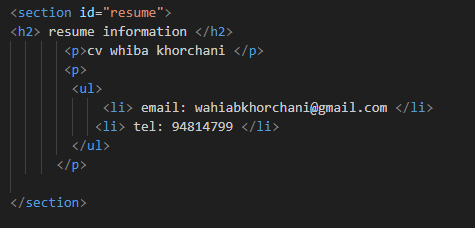 <section id="resume">
<h2> resume information </h2>
<p>cv whiba khorchani </p>
<p>
<ul>
<li> email: wahiabkhorchani@gmail.com </li>
<li> tel: 94814799 </li>
</ul>
</p>
</section>